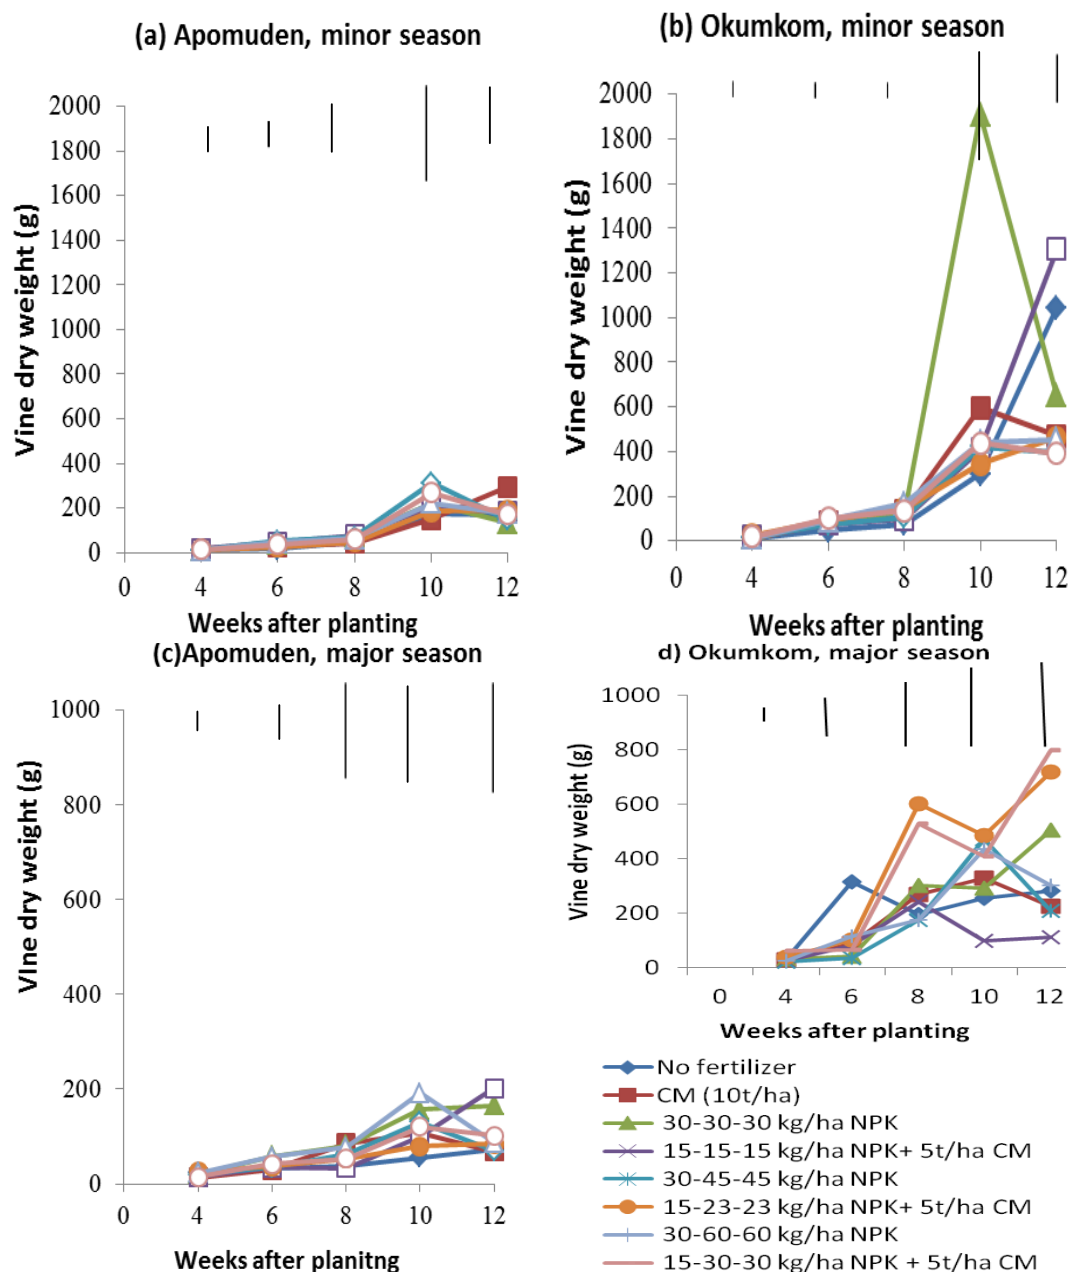 (a) Apomuden, minor season
Vine dry weight (g)
2000
1800
1600
1400
1200
1000
800
600
400
200
0
0 4 6 8 10 12
Weeks after planting
(b) Okumkom, minor season
Vine dry weight (g)
2000
1800
1600
1400
1200
1000
800
600
400
200
0
0 4 6 8 10 12
Weeks after planting
(c)Apomuden, major season
VIne dry weight (g)
1000
800
600
400
200
0
0 4 6 8 10 12
Weeks after planitng
d) Okumkom, major season
Vine dry weight (g)
1000
800
600
400
200
0
0 4 6 8 10 12
Weeks after planting
No fertilizer
CM (10t/ha)
30-30-30 kg/ha NPK
15-15-15 kg/ha NPK+ 5t/ha CM
30-45-45 kg/ha NPK
15-23-23 kg/ha NPK+ 5t/ha CM
30-60-60 kg/ha NPK
15-30-30 kg/ha NPK + 5t/ha CM